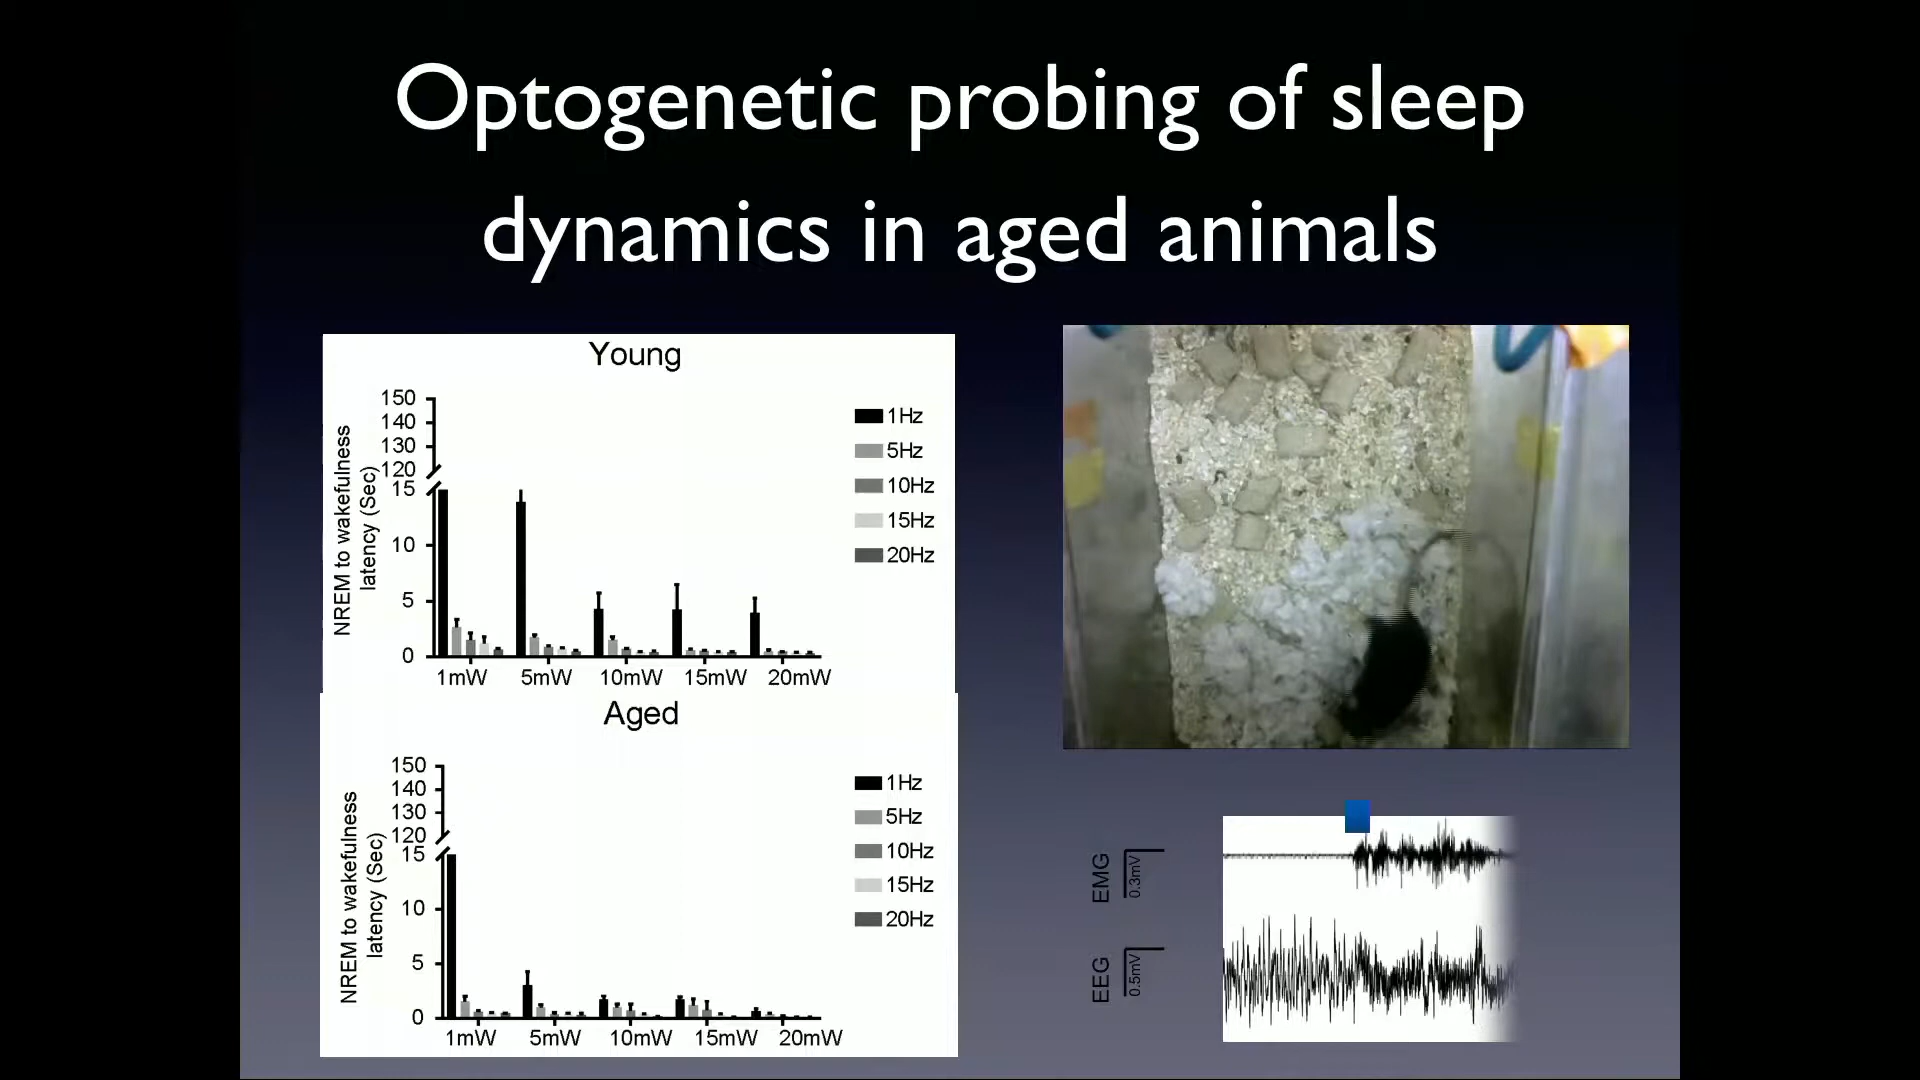 Optogenetic probing of sleep
dynamics in aged animals
Young
NREM to wakefulness
latency (Sec)
150
140
130
120
15
10
5
0
1mW 5mW 10mW 15mW 20mW
1Hz
5Hz
10Hz
15Hz
20Hz
Aged
NREM to wakefulness
latency (Sec)
150
140
130
120
15
10
5
0
1mW 5mW 10mW 15mW 20mW
1Hz
5Hz
10Hz
15Hz
20Hz
EMG
0.3mV
EEG
0.5mV